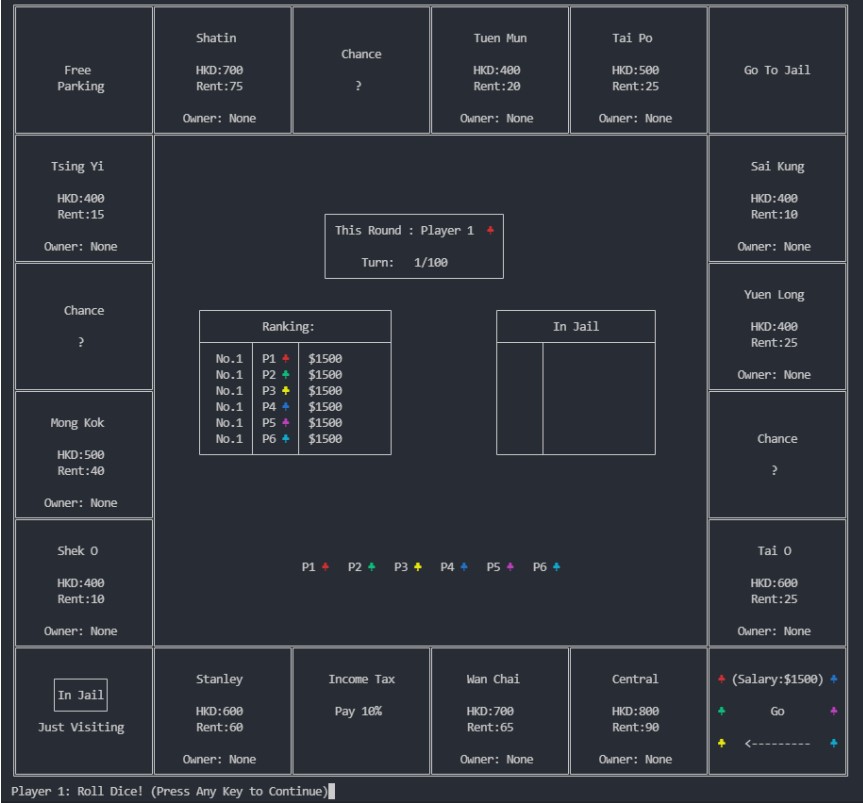 Free
Parking
Shatin
HKD:700
Rent:75
Owner: None
Chance
?
Tuen Mun
HKD:400
Rent:20
Owner: None
Tai Po
HKD:500
Rent:25
Owner: None
Go To Jail
Tsing Yi
HKD:400
Rent:15
Owner: None
Sai Kung
HKD:400
Rent:10
Owner: None
This Round : Player 1
Turn: 1/100
Chance
?
Yuen Long
HKD:400
Rent:25
Owner: None
Ranking:
No.1 P1 $1500
No.1 P2 $1500
No.1 P3 $1500
No.1 P4 $1500
No.1 P5 $1500
No.1 P6 $1500
In Jail
Mong Kok
HKD:500
Rent:40
Owner: None
Chance
?
Shek O
HKD:400
Rent:10
Owner: None
P1 P2 P3 P4 P5 P6
Tai O
HKD:600
Rent:25
Owner: None
In Jail
Just Visiting
Stanley
HKD:600
Rent:60
Owner: None
Income Tax
Pay 10%
Wan Chai
HKD:700
Rent:65
Owner: None
Central
HKD:800
Rent:90
Owner: None
(Salary:$1500)
Go
<---------
Player 1: Roll Dice! (Press Any Key to Continue)